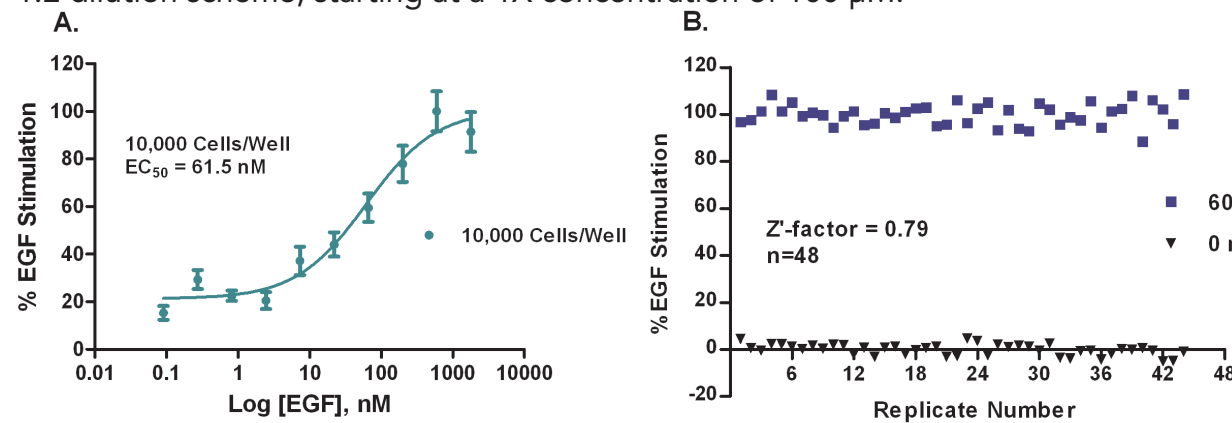 A.
B.
120
100
80
60
40
20
0
0.01 0.1 1 10 100 1000 10000
% EGF Stimulation
Log [EGF], nM
10,000 Cells/Well
EC50 = 61.5 nM
10,000 Cells/Well
120
100
80
60
40
20
0
-20
6 12 18 24 30 36 42 48
% EGF Stimulation
Replicate Number
Z'-factor = 0.79
n=48
60
0